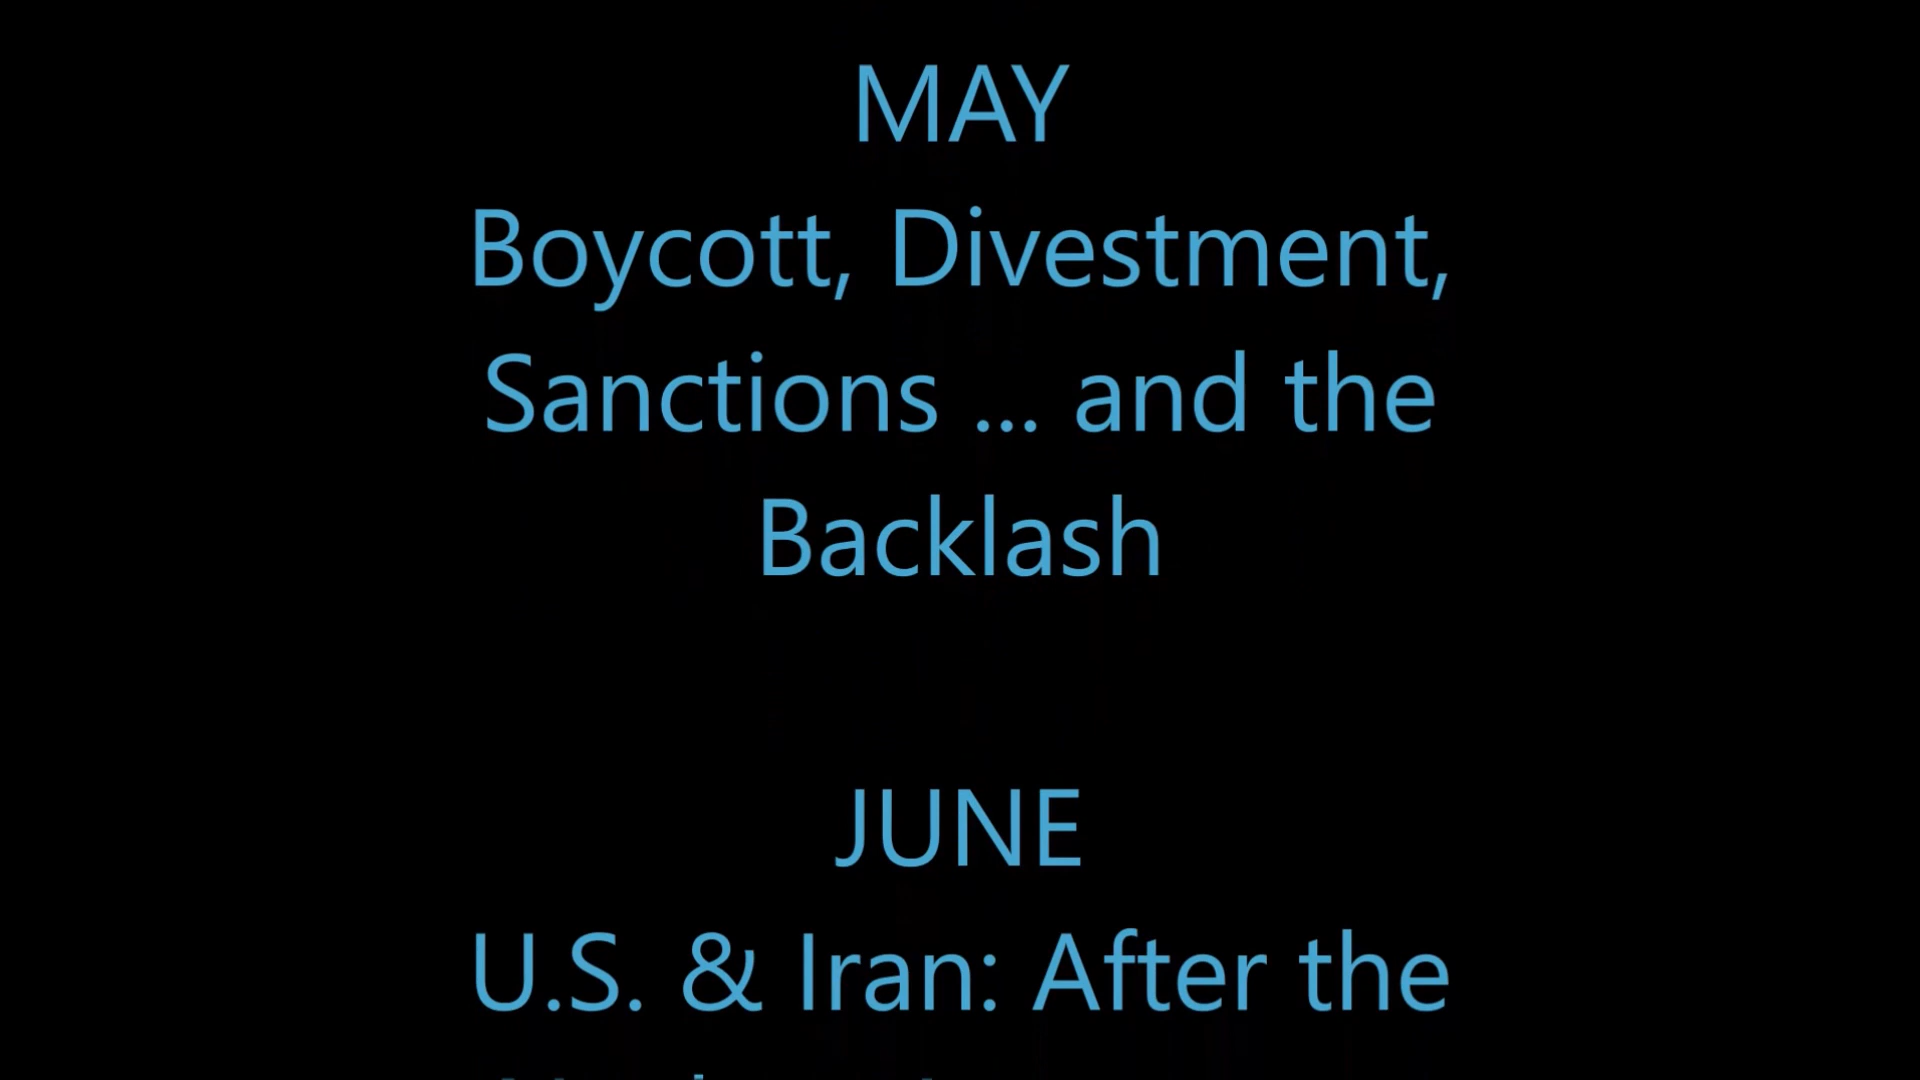 MAY
Boycott, Divestment,
Sanctions ... and the
Backlash
JUNE
U.S. & Iran: After the